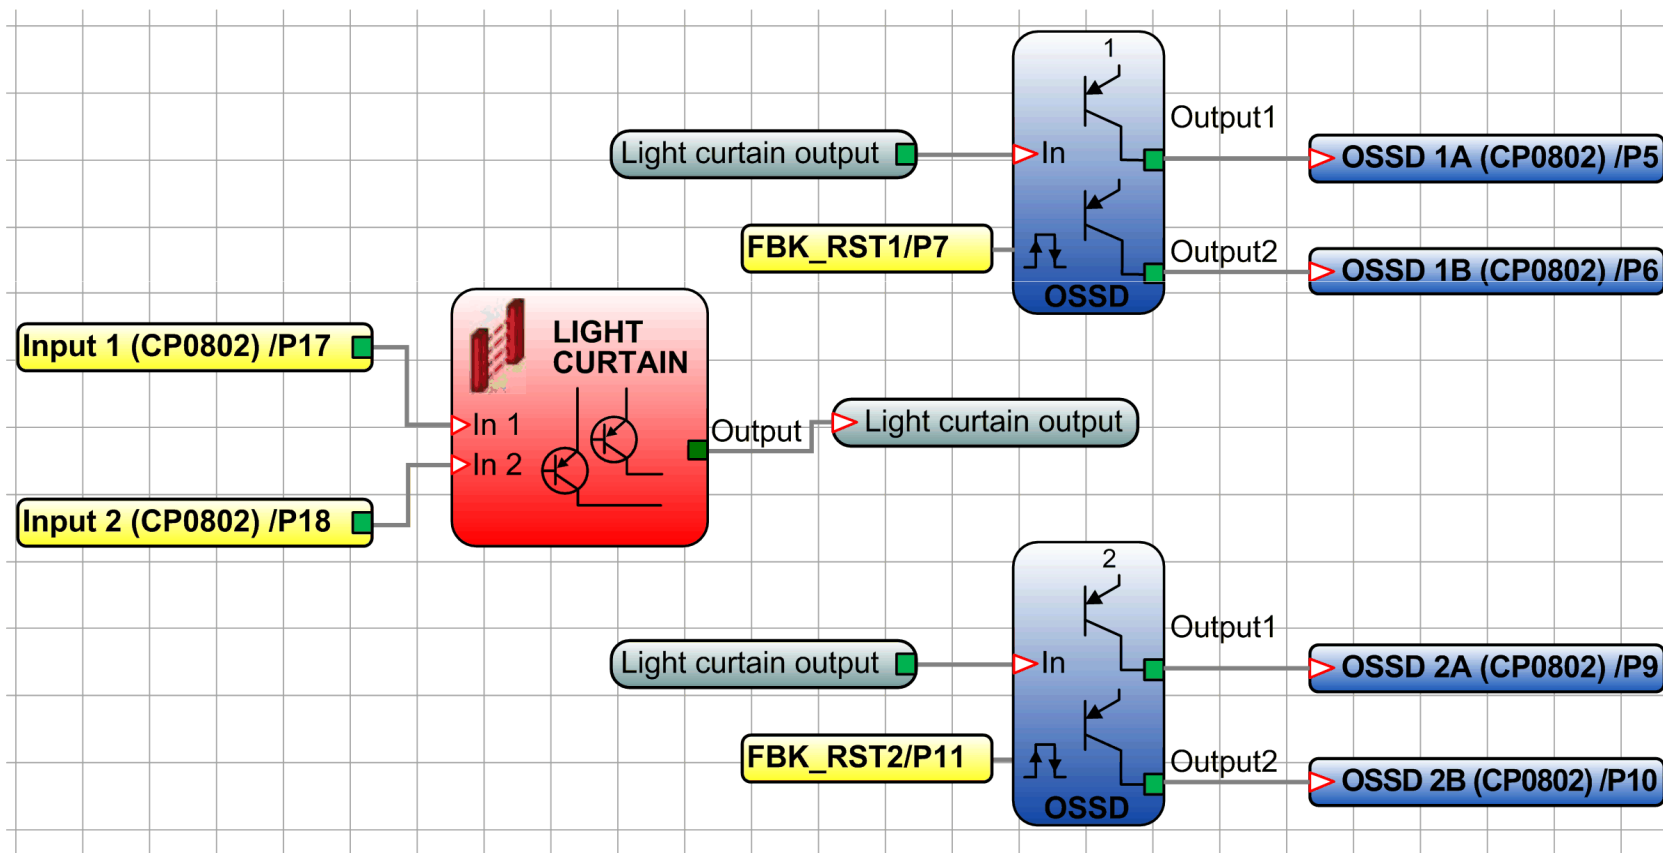 1
Output1
Light curtain output
In
OSSD 1A (CP0802) /P5
FBK_RST1/P7
Output2
OSSD 1B (CP0802) /P6
OSSD
Input 1 (CP0802) /P17
LIGHT
CURTAIN
In 1
Output
Light curtain output
In 2
Input 2 (CP0802) /P18
2
Output1
Light curtain output
In
OSSD 2A (CP0802) /P9
FBK_RST2/P11
Output2
OSSD 2B (CP0802) /P10
OSSD